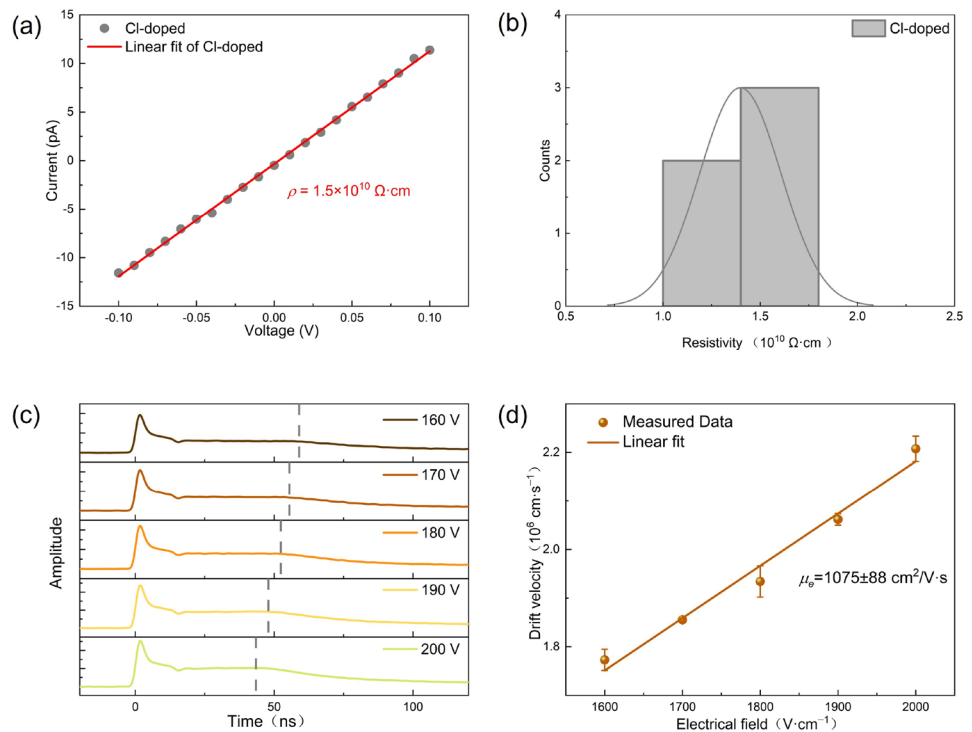 (a)
Cl-doped
Linear fit of Cl-doped
15
10
5
0
-5
-10
-15
Current (pA)
ρ = 1.5×10¹⁰ Ω·cm
-0.10
-0.05
0.00
0.05
0.10
Voltage (V)
(b)
Cl-doped
4
3
2
1
0
Counts
0.5
1.0
1.5
2.0
2.5
Resistivity （10¹⁰ Ω·cm）
(c)
160 V
170 V
180 V
190 V
200 V
Amplitude
0
50
100
Time（ns）
(d)
Measured Data
Linear fit
2.2
2.0
1.8
Drift velocity（10⁶ cm·s⁻¹）
μₑ=1075±88 cm²/V·s
1600
1700
1800
1900
2000
Electrical field（V·cm⁻¹）